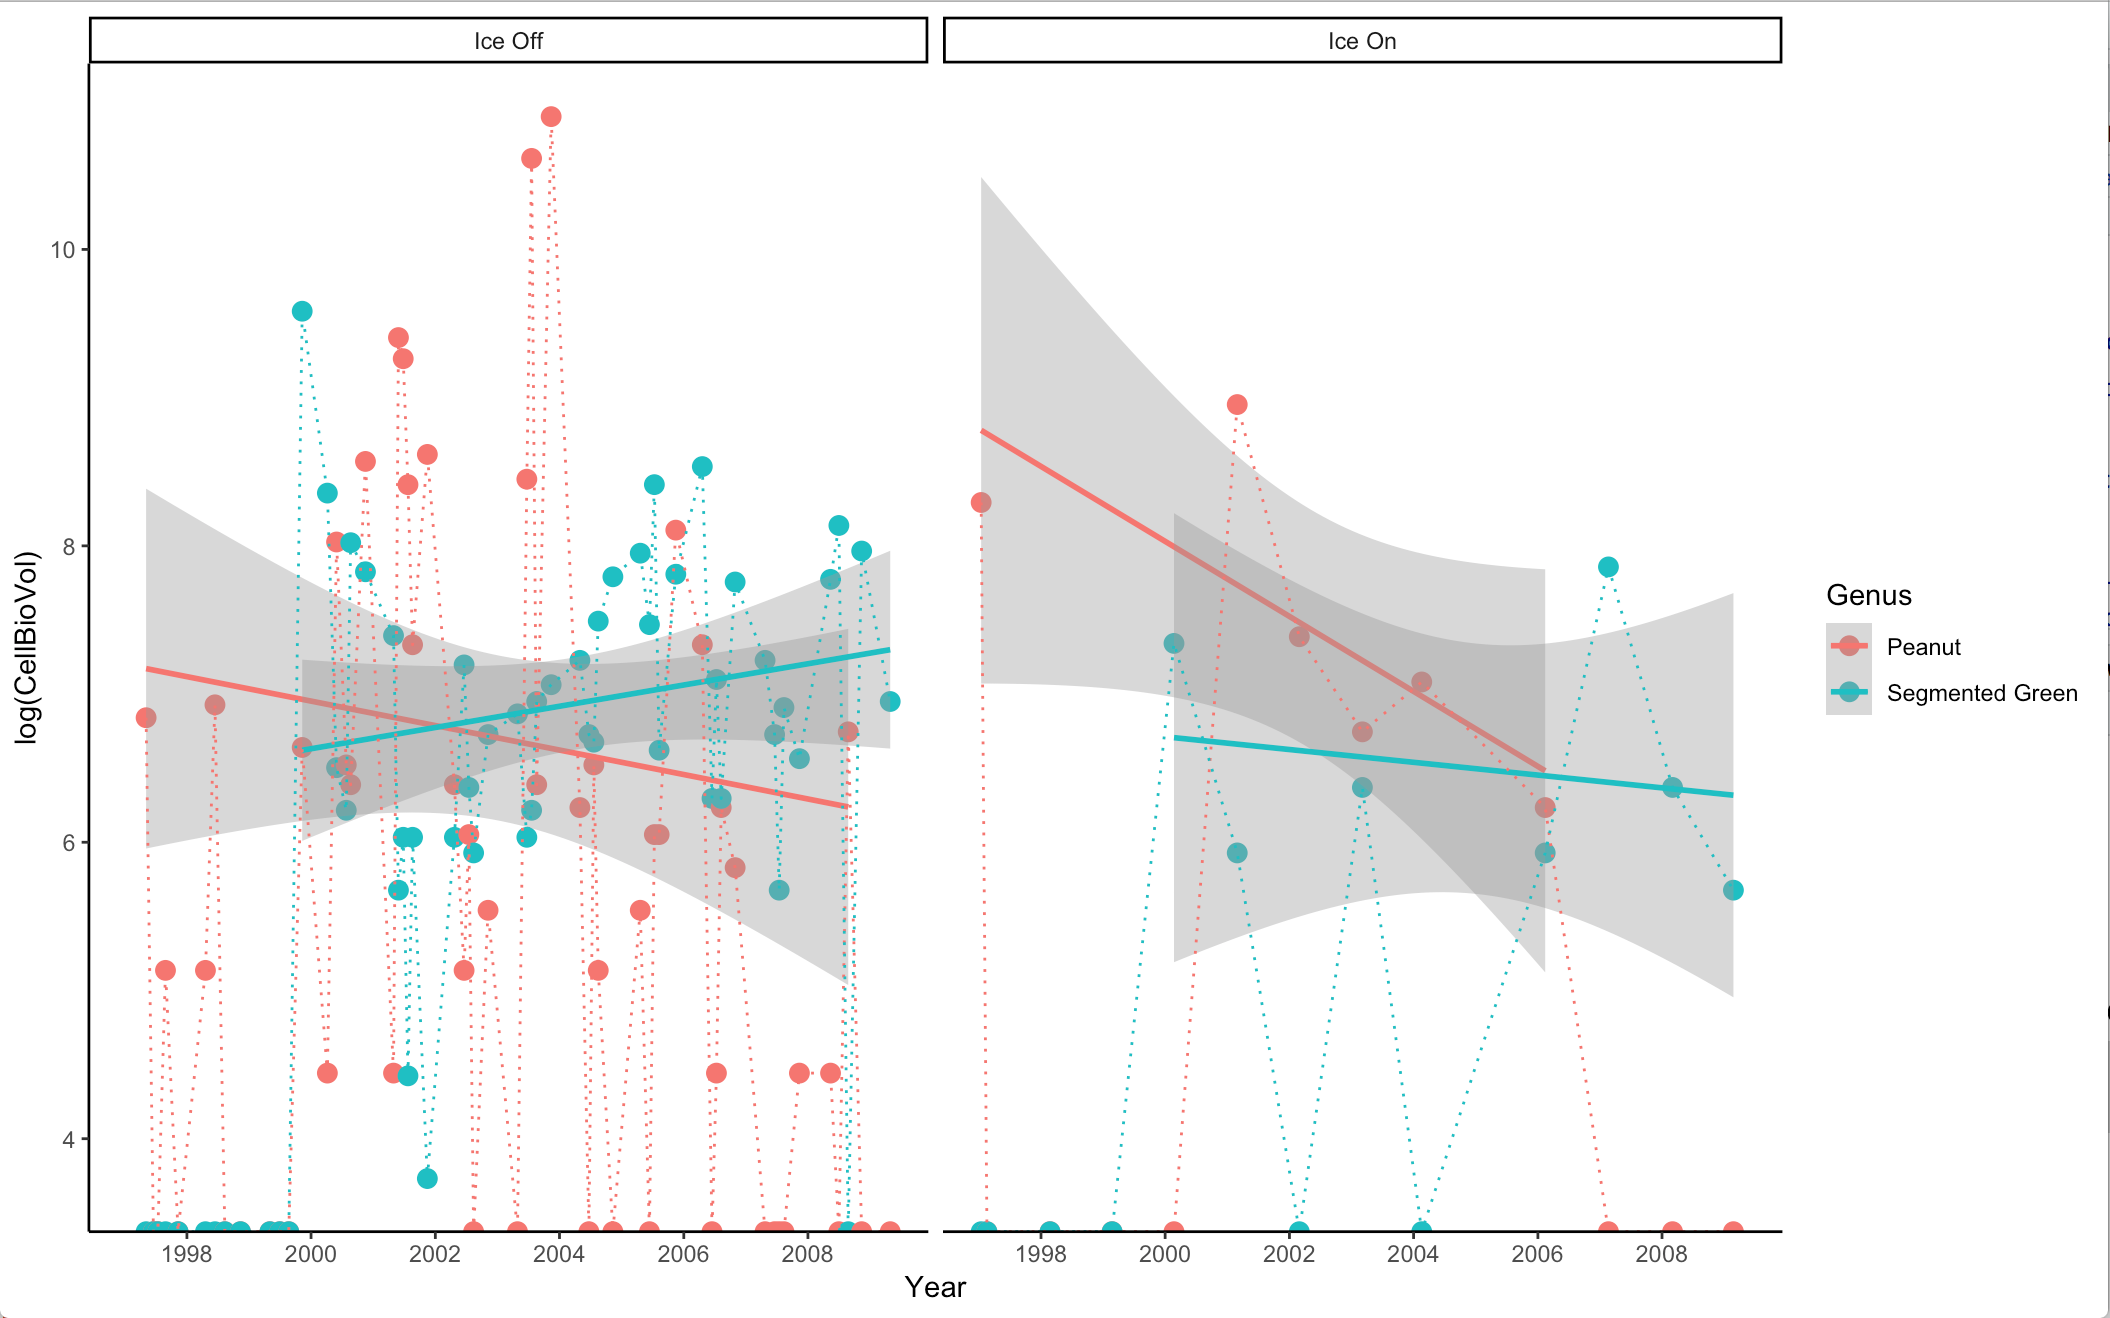 Ice Off
Ice On
10
8
6
4
log(CellBioVol)
1998 2000 2002 2004 2006 2008
1998 2000 2002 2004 2006 2008
Year
Genus
Peanut
Segmented Green